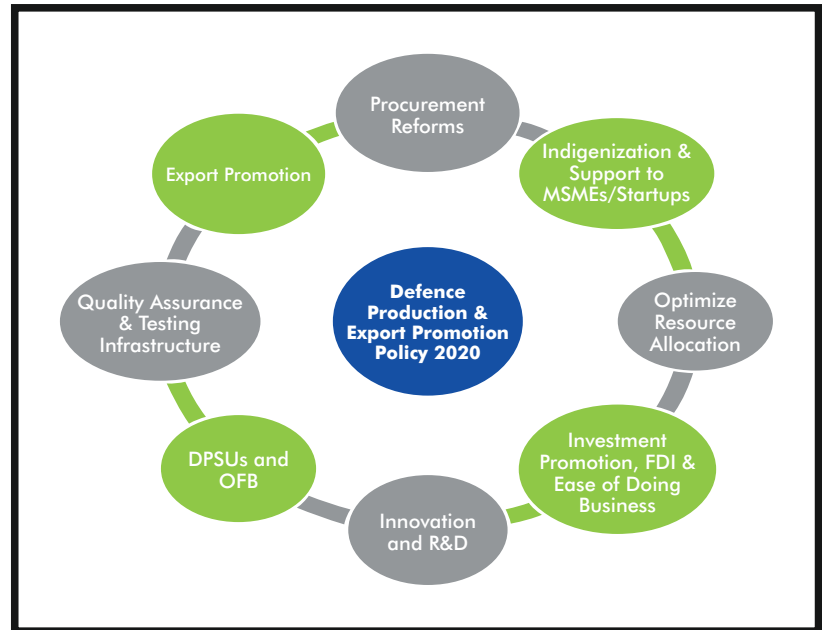 Procurement
Reforms
Indigenization &
Support to
MSMEs/Startups
Optimize
Resource
Allocation
Investment
Promotion, FDI &
Ease of Doing
Business
Innovation
and R&D
DPSUs and
OFB
Quality Assurance
& Testing
Infrastructure
Export Promotion
Defence
Production &
Export Promotion
Policy 2020